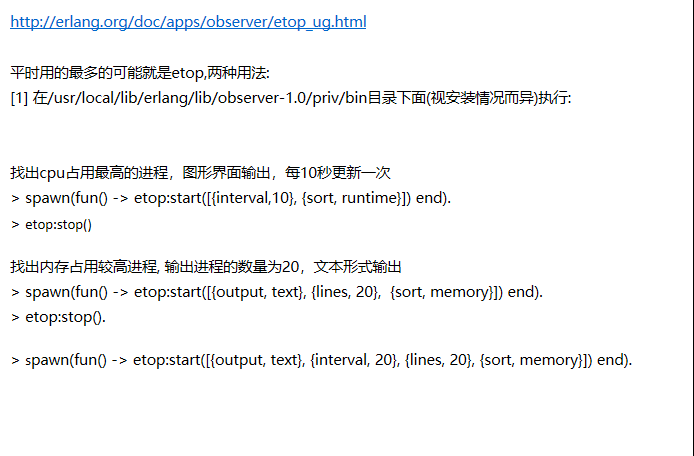 http://erlang.org/doc/apps/observer/etop_ug.html
平时用的最多的可能就是etop,两种用法:
[1] 在/usr/local/lib/erlang/lib/observer-1.0/priv/bin目录下面(视安装情况而异)执行:
找出cpu占用最高的进程，图形界面输出，每10秒更新一次
> spawn(fun() -> etop:start([{interval,10}, {sort, runtime}]) end).
> etop:stop()
找出内存占用较高进程, 输出进程的数量为20，文本形式输出
> spawn(fun() -> etop:start([{output, text}, {lines, 20},  {sort, memory}]) end).
> etop:stop().
> spawn(fun() -> etop:start([{output, text}, {interval, 20}, {lines, 20}, {sort, memory}]) end).